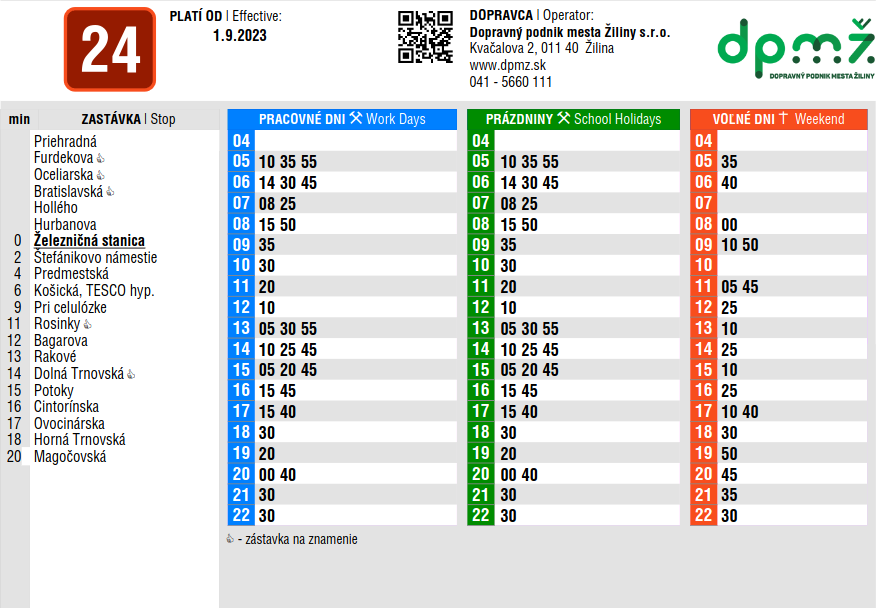 24
PLATÍ OD | Effective:
1.9.2023
DOPRAVCA | Operator:
Dopravný podnik mesta Žiliny s.r.o.
Kvačalova 2, 011 40 Žilina
www.dpmz.sk
041 - 5660 111
dpmž
DOPRAVNÝ PODNIK MESTA ŽILINY
min ZASTÁVKA | Stop
Priehradná
Furdekova
Oceliarska
Bratislavská
Hollého
Hurbanova
0 Železničná stanica
2 Štefánikovo námestie
4 Predmestská
6 Košická, TESCO hyp.
9 Pri celulózke
11 Rosinky
12 Bagarova
13 Rakové
14 Dolná Trnovská
15 Potoky
16 Cintorínska
17 Ovocinárska
18 Horná Trnovská
20 Magočovská
PRACOVNÉ DNI Work Days
04
05 10 35 55
06 14 30 45
07 08 25
08 15 50
09 35
10 30
11 20
12 10
13 05 30 55
14 10 25 45
15 05 20 45
16 15 45
17 15 40
18 30
19 20
20 00 40
21 30
22 30
PRÁZDNINY School Holidays
04
05 10 35 55
06 14 30 45
07 08 25
08 15 50
09 35
10 30
11 20
12 10
13 05 30 55
14 10 25 45
15 05 20 45
16 15 45
17 15 40
18 30
19 20
20 00 40
21 30
22 30
VOĽNÉ DNI † Weekend
04
05 35
06 40
07
08 00
09 10 50
10
11 05 45
12 25
13 10
14 25
15 10
16 25
17 10 40
18 30
19 50
20 45
21 35
22 30
- zástavka na znamenie